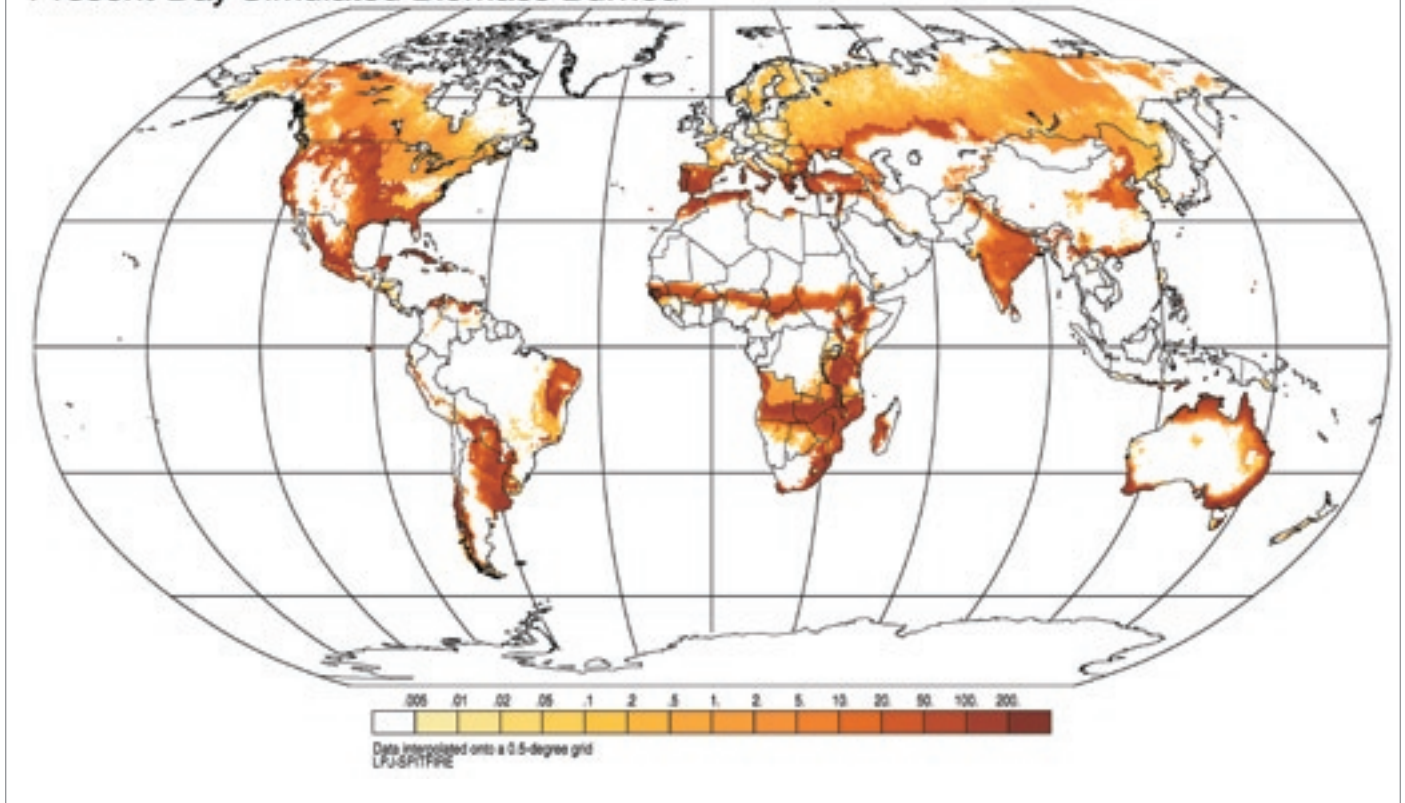 Present Day Simulated Biomass Burned
.005 .01 .02 .05 .1 .2 .5 1. 2. 5. 10. 20. 50. 100. 200.
Data interpolated onto a 0.5-degree grid
LPJ-SPITFIRE